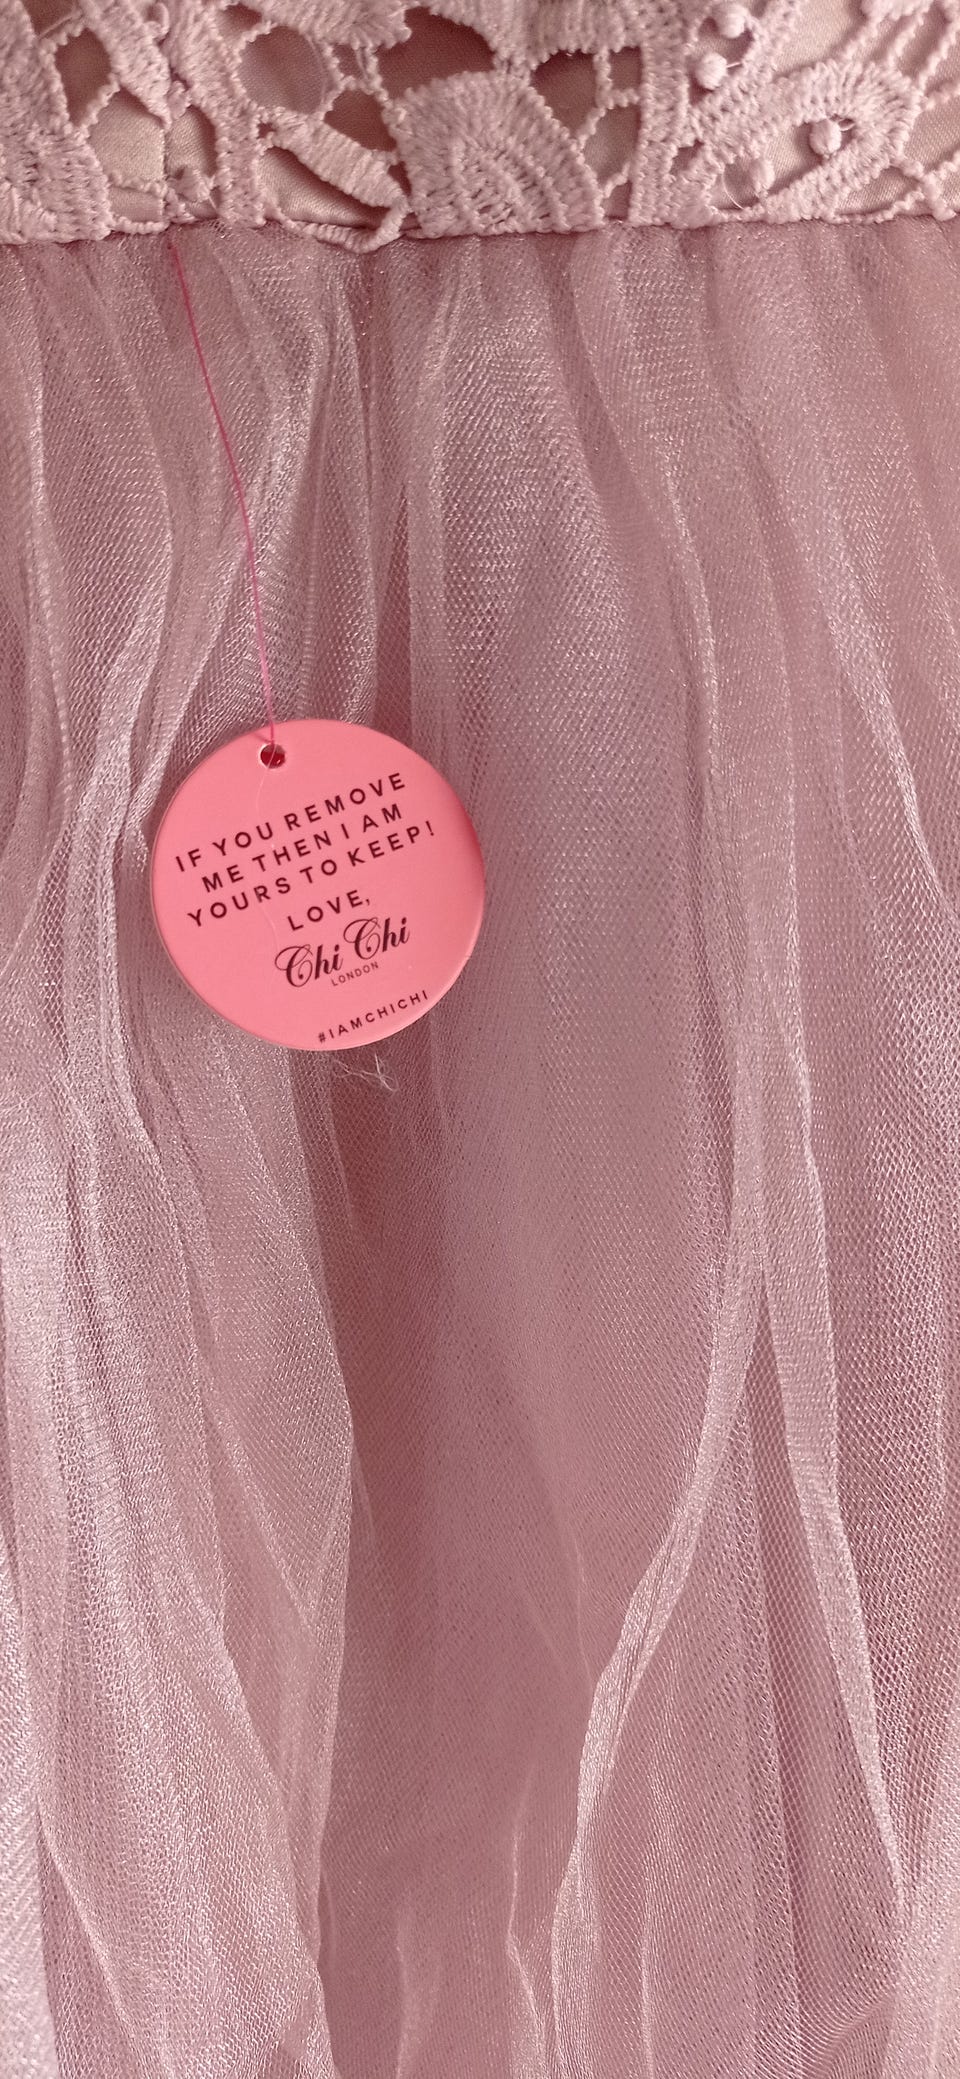 IF YOU REMOVE
ME THEN I AM
YOURS TO KEEP!
LOVE,
Chi Chi
LONDON
#IAMCHICHI